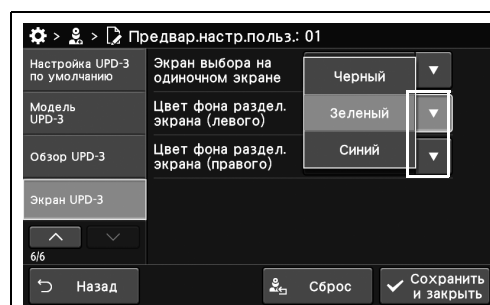 > > Предвар.настр.польз.: 01
Настройка UPD-3
по умолчанию
Модель
UPD-3
Обзор UPD-3
Экран UPD-3
6/6
Экран выбора на
одиночном экране
Цвет фона раздел.
экрана (левого)
Цвет фона раздел.
экрана (правого)
Черный
Зеленый
Синий
Назад
Сброс
Сохранить
и закрыть